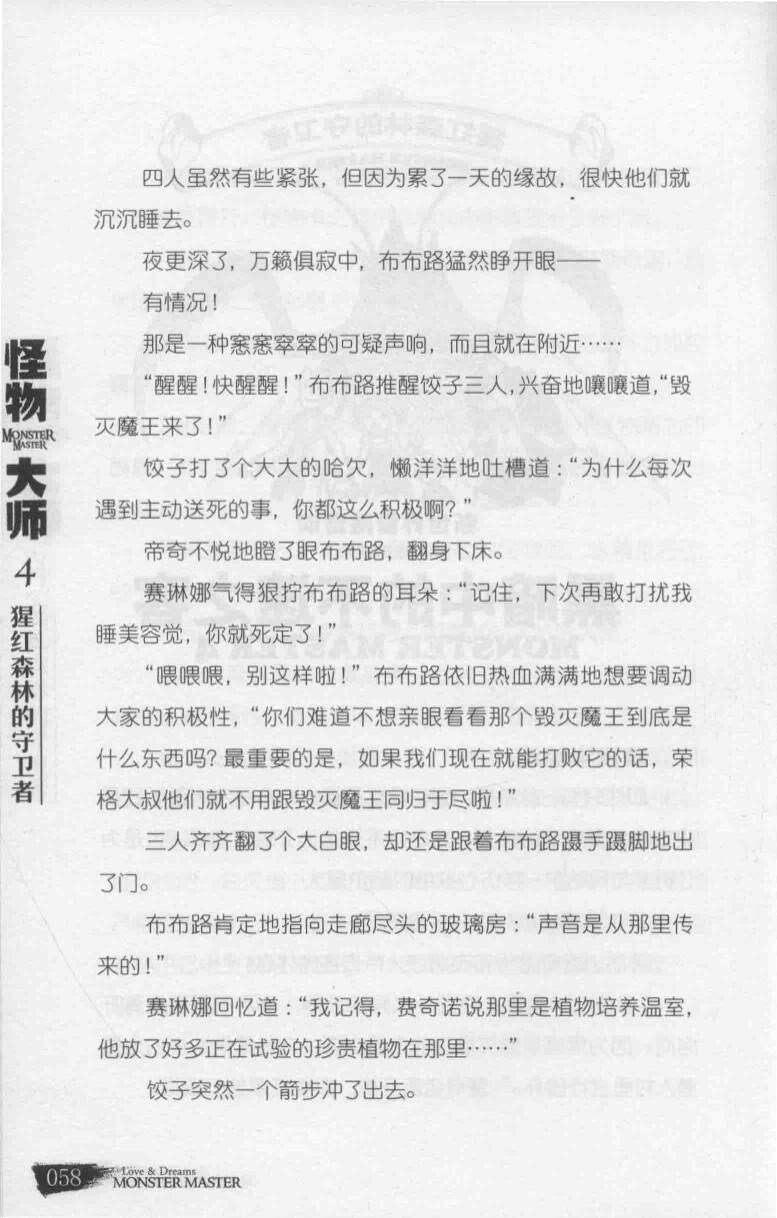 四人虽然有些紧张，但因为累了一天的缘故，很快他们就
沉沉睡去。
夜更深了，万籁俱寂中，布布路猛然睁开眼——
有情况！
那是一种窸窸窣窣的可疑声响，而且就在附近……
“醒醒！快醒醒！”布布路推醒饺子三人，兴奋地嚷嚷道，“毁
灭魔王来了！”
饺子打了个大大的哈欠，懒洋洋地吐槽道：“为什么每次
遇到主动送死的事，你都这么积极啊？”
帝奇不悦地瞪了眼布布路，翻身下床。
赛琳娜气得狠拧布布路的耳朵：“记住，下次再敢打扰我
睡美容觉，你就死定了！”
“喂喂喂，别这样啦！”布布路依旧热血满满地想要调动
大家的积极性，“你们难道不想亲眼看看那个毁灭魔王到底是
什么东西吗？最重要的是，如果我们现在就能打败它的话，荣
格大叔他们就不用跟毁灭魔王同归于尽啦！”
三人齐齐翻了个大白眼，却还是跟着布布路蹑手蹑脚地出
了门。
布布路肯定地指向走廊尽头的玻璃房：“声音是从那里传
来的！”
赛琳娜回忆道：“我记得，费奇诺说那里是植物培养温室，
他放了好多正在试验的珍贵植物在那里……”
饺子突然一个箭步冲了出去。
怪物
MONSTER
MASTER
大师
4
猩红森林的守卫者
058
Love & Dreams
MONSTER MASTER